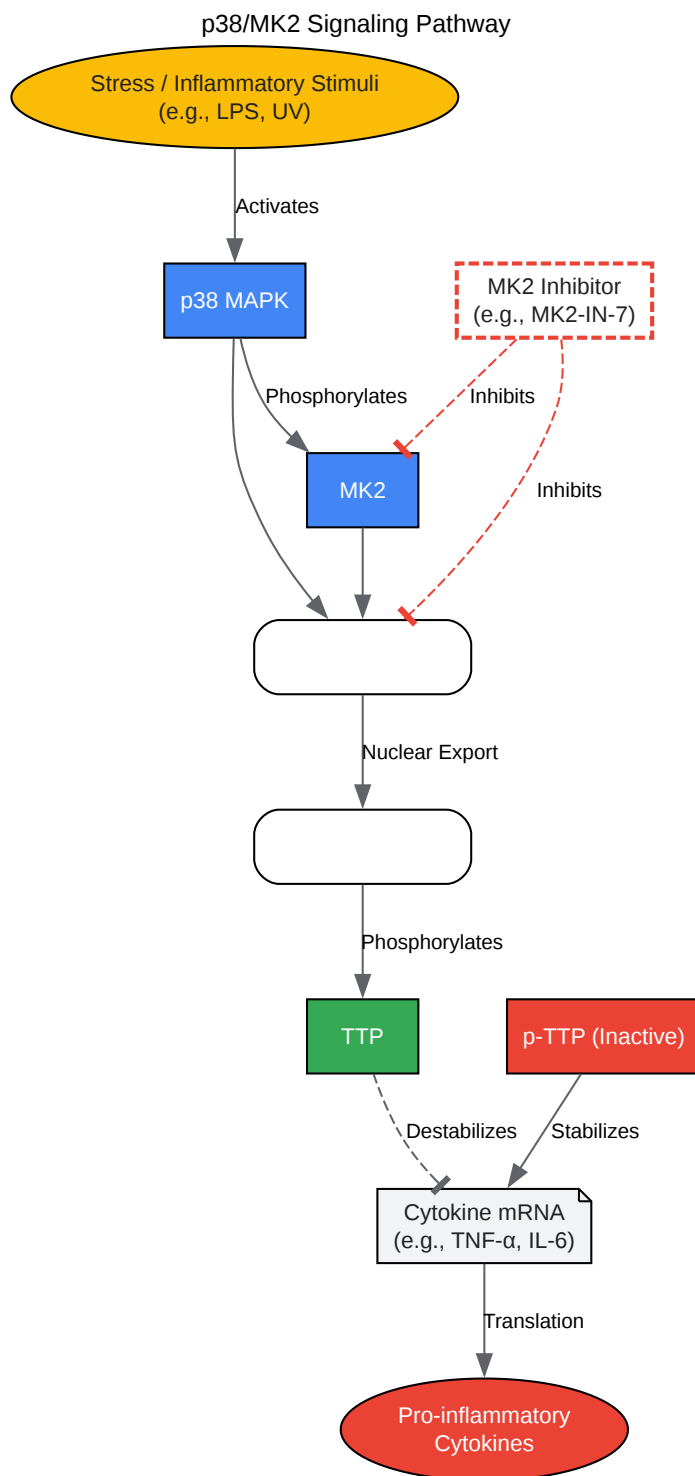 p38/MK2 Signaling Pathway
Stress / Inflammatory Stimuli
(e.g., LPS, UV)
Activates
p38 MAPK
MK2 Inhibitor
(e.g., MK2-IN-7)
Phosphorylates
Inhibits
MK2
Inhibits
Nuclear Export
Phosphorylates
TTP
p-TTP (Inactive)
Destabilizes
Stabilizes
Cytokine mRNA
(e.g., TNF-α, IL-6)
Translation
Pro-inflammatory
Cytokines